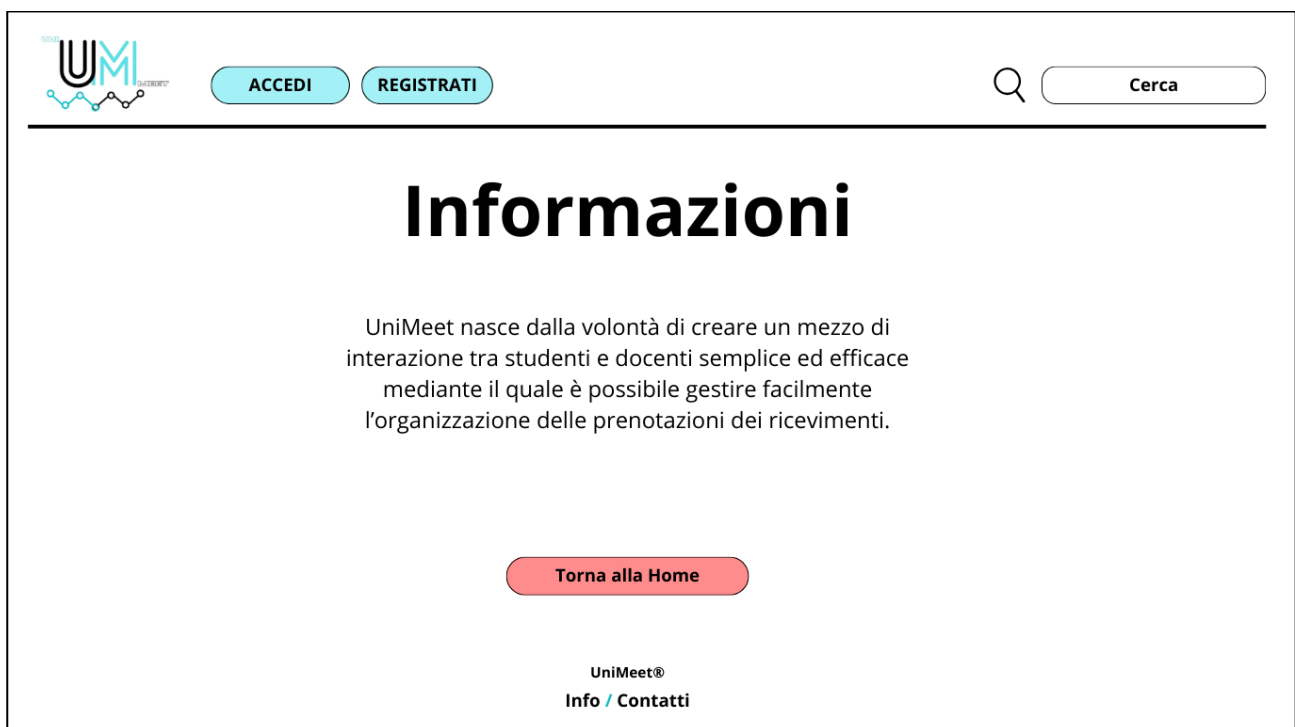 UM
ACCEDI
REGISTRATI
Cerca
Informazioni
UniMeet nasce dalla volontà di creare un mezzo di
interazione tra studenti e docenti semplice ed efficace
mediante il quale è possibile gestire facilmente
l’organizzazione delle prenotazioni dei ricevimenti.
Torna alla Home
UniMeet®
Info / Contatti